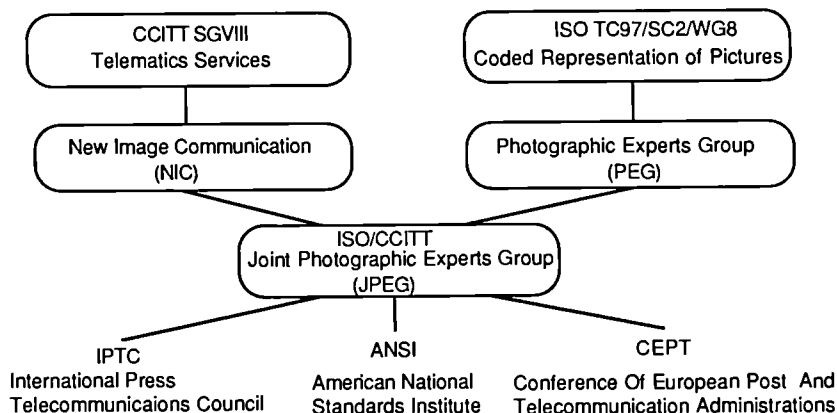 CCITT SGVIII
Telematics Services
ISO TC97/SC2/WG8
Coded Representation of Pictures
New Image Communication
(NIC)
Photographic Experts Group
(PEG)
ISO/CCITT
Joint Photographic Experts Group
(JPEG)
IPTC
International Press
Telecommunicaions Council
ANSI
American National
Standards Institute
CEPT
Conference Of European Post And
Telecommunication Administrations